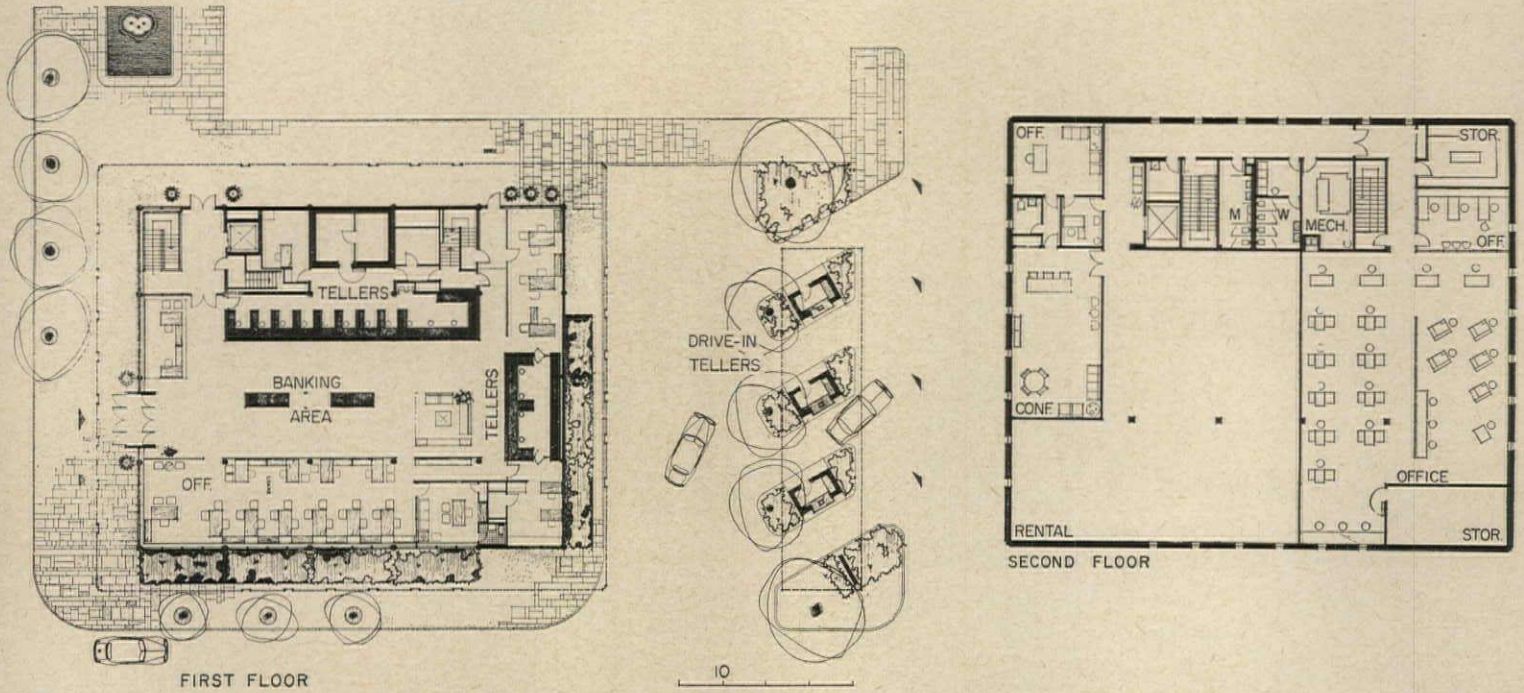 TELLERS
BANKING
AREA
TELLERS
OFF.
DRIVE-IN
TELLERS
FIRST FLOOR
10
OFF.
STOR.
M
W
MECH.
OFF.
CONF.
OFFICE
RENTAL
STOR.
SECOND FLOOR